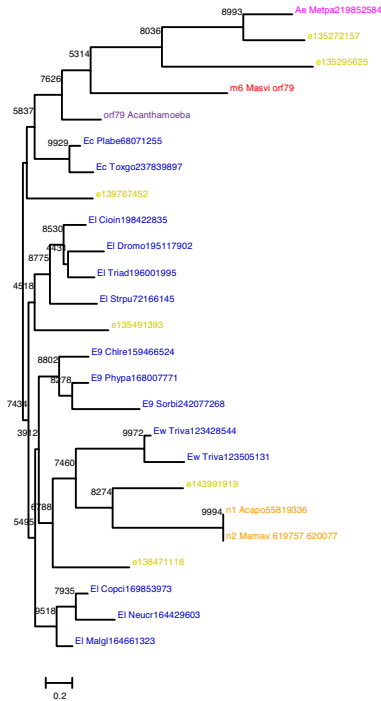 8993
Ae Metpa219852584
8036
e135272157
5314
e135295625
7626
m6 Masvi orf79
5837
orf79 Acanthamoeba
9929
Ec Plabe68071255
Ec Toxgo237839897
e139787452
8530
El Cioin198422835
4431
El Dromo195117902
8775
El Triad196001995
4518
El Strpu72166145
e135491393
8802
E9 Chlre159466524
8278
E9 Phypa168007771
7434
E9 Sorbi242077268
3912
9972
Ew Triva123428544
7460
Ew Triva123505131
8274
e143991919
6788
9994
n1 Acapo55819336
5495
n2 Mamav 619757 620077
e138471118
7935
El Copci169853973
9518
El Neucr164429603
El Malgl164661323
0.2